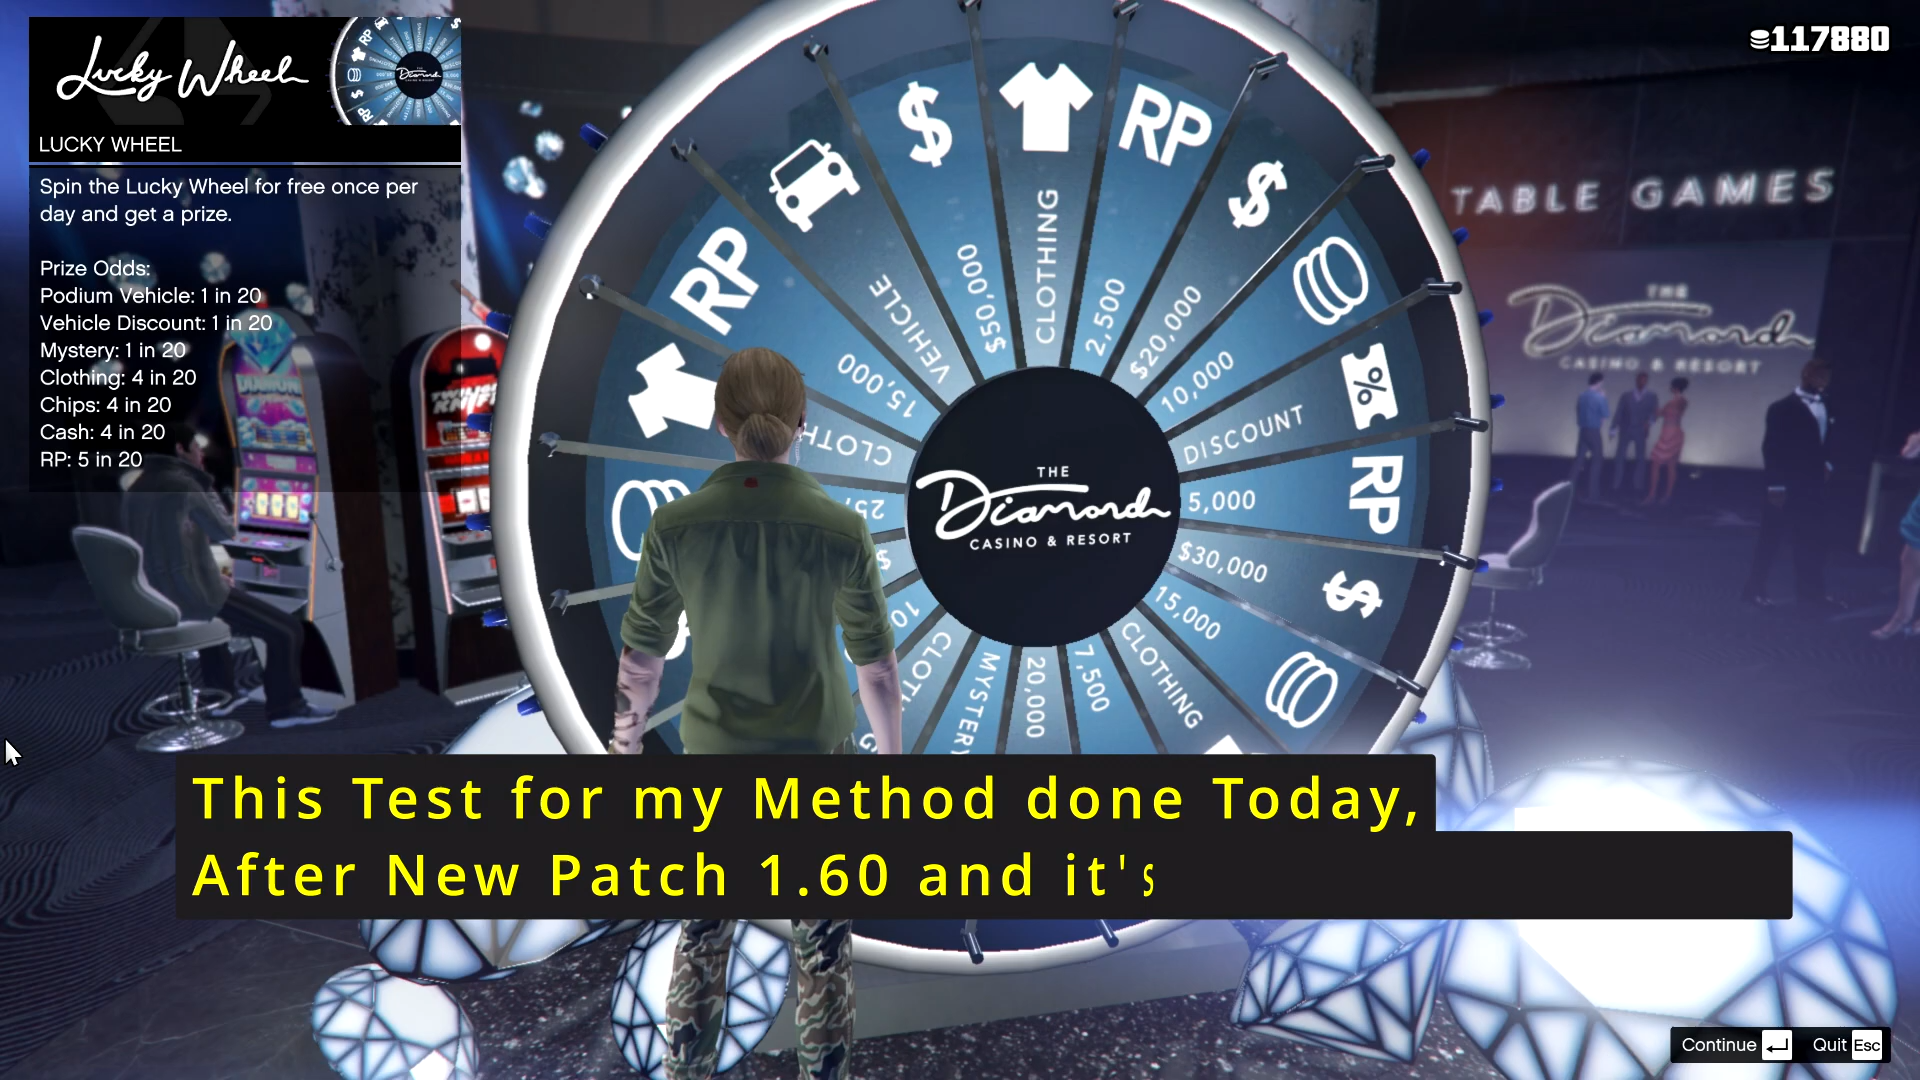 Lucky Wheel
117880
LUCKY WHEEL
Spin the Lucky Wheel for free once per
day and get a prize.
Prize Odds:
Podium Vehicle: 1 in 20
Vehicle Discount: 1 in 20
Mystery: 1 in 20
Clothing: 4 in 20
Chips: 4 in 20
Cash: 4 in 20
RP: 5 in 20
$
$50,000
CLOTHING
RP
2,500
$
$20,000
10,000
%
DISCOUNT
RP
5,000
$
$30,000
15,000
CLOTHING
7,500
20,000
MYSTERY
VEHICLE
RP
15,000
THE
Diamond
CASINO & RESORT
TABLE GAMES
THE
Diamond
CASINO & RESORT
DIAMOND
This Test for my Method done Today,
After New Patch 1.60 and it's
Continue
Quit Esc